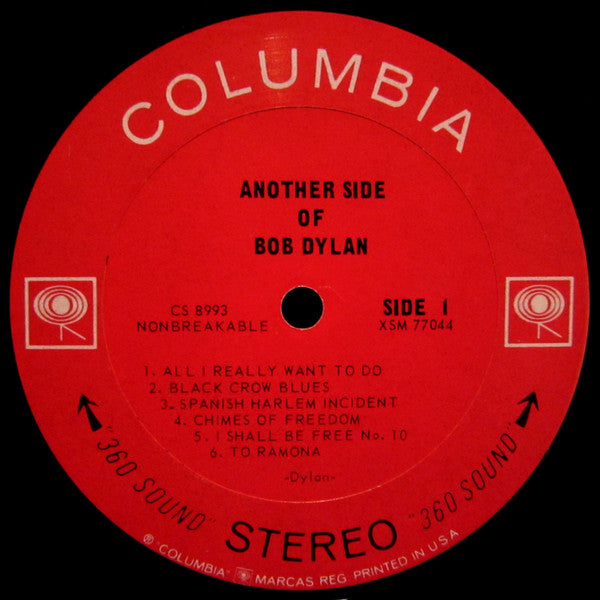 COLUMBIA
ANOTHER SIDE
OF
BOB DYLAN
CS 8993
NONBREAKABLE
SIDE 1
XSM 77044
1. ALL I REALLY WANT TO DO
2. BLACK CROW BLUES
3. SPANISH HARLEM INCIDENT
4. CHIMES OF FREEDOM
5. I SHALL BE FREE No. 10
6. TO RAMONA
-Dylan-
"360 SOUND" STEREO "360 SOUND"
® "COLUMBIA" MARCAS REG. PRINTED IN U S A